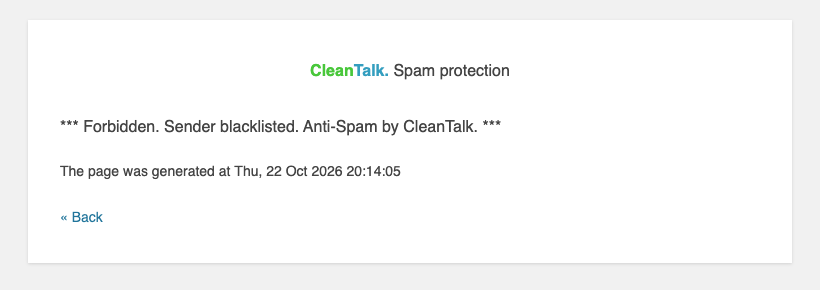 CleanTalk. Spam protection
*** Forbidden. Sender blacklisted. Anti-Spam by CleanTalk. ***
The page was generated at Thu, 22 Oct 2026 20:14:05
« Back